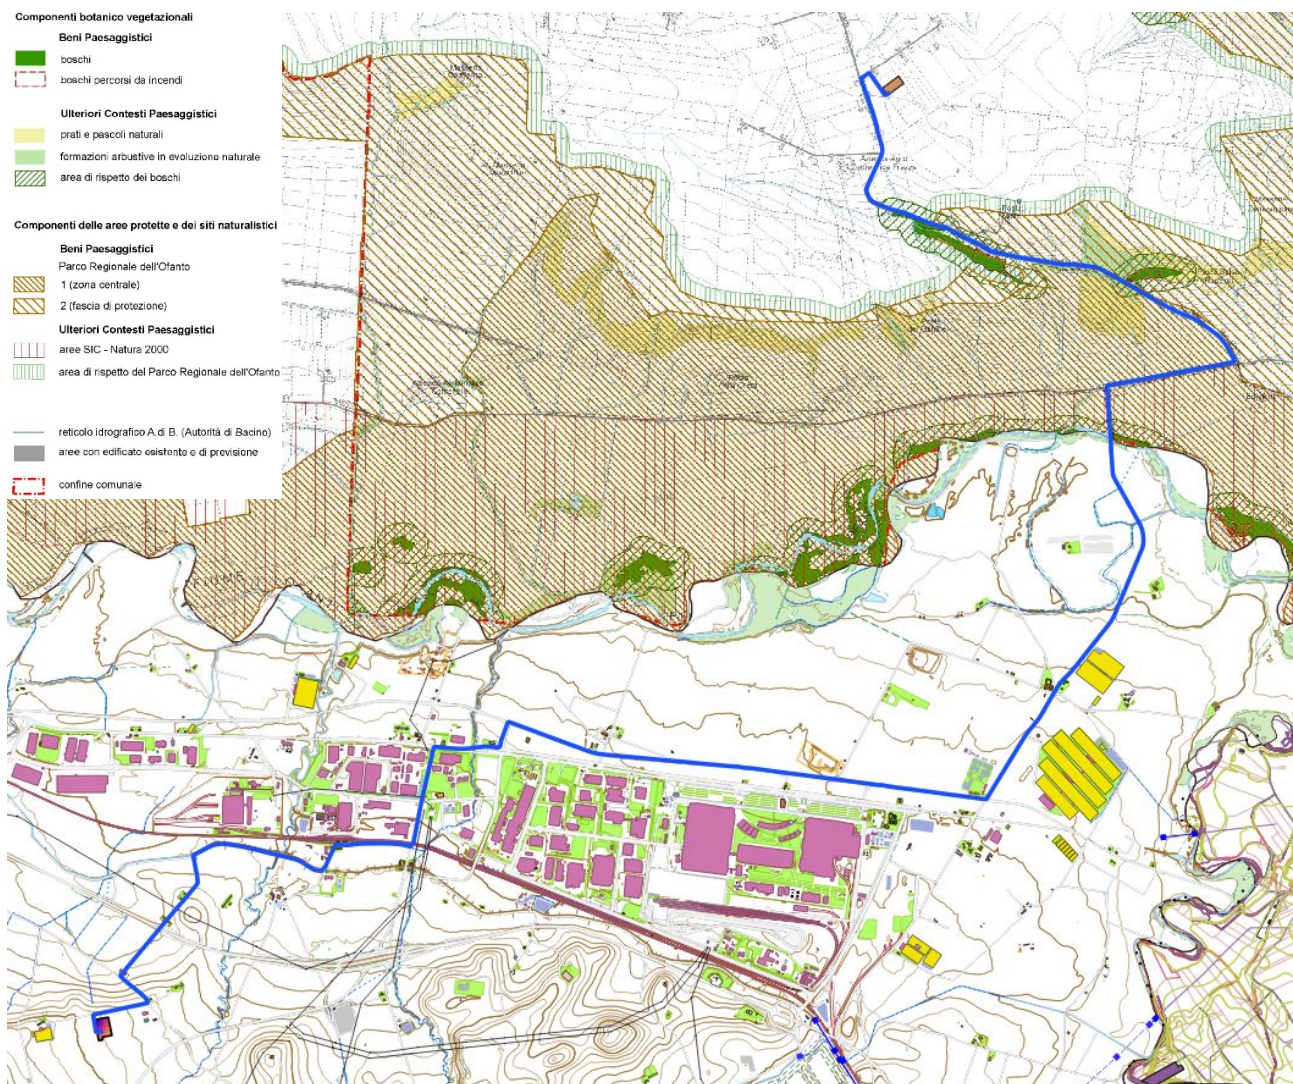 Componenti botanico vegetazionali
Beni Paesaggistici
boschi
boschi percorsi da incendi
Ulteriori Contesti Paesaggistici
prati e pascoli naturali
formazioni arbustive in evoluzione naturale
area di rispetto dei boschi
Componenti delle aree protette e dei siti naturalistici
Beni Paesaggistici
Parco Regionale dell'Ofanto
1 (zona centrale)
2 (fascia di protezione)
Ulteriori Contesti Paesaggistici
aree SIC - Natura 2000
area di rispetto del Parco Regionale dell'Ofanto
reticolo idrografico A.di B. (Autorità di Bacino)
aree con edificato esistente e di previsione
confine comunale
FIUME